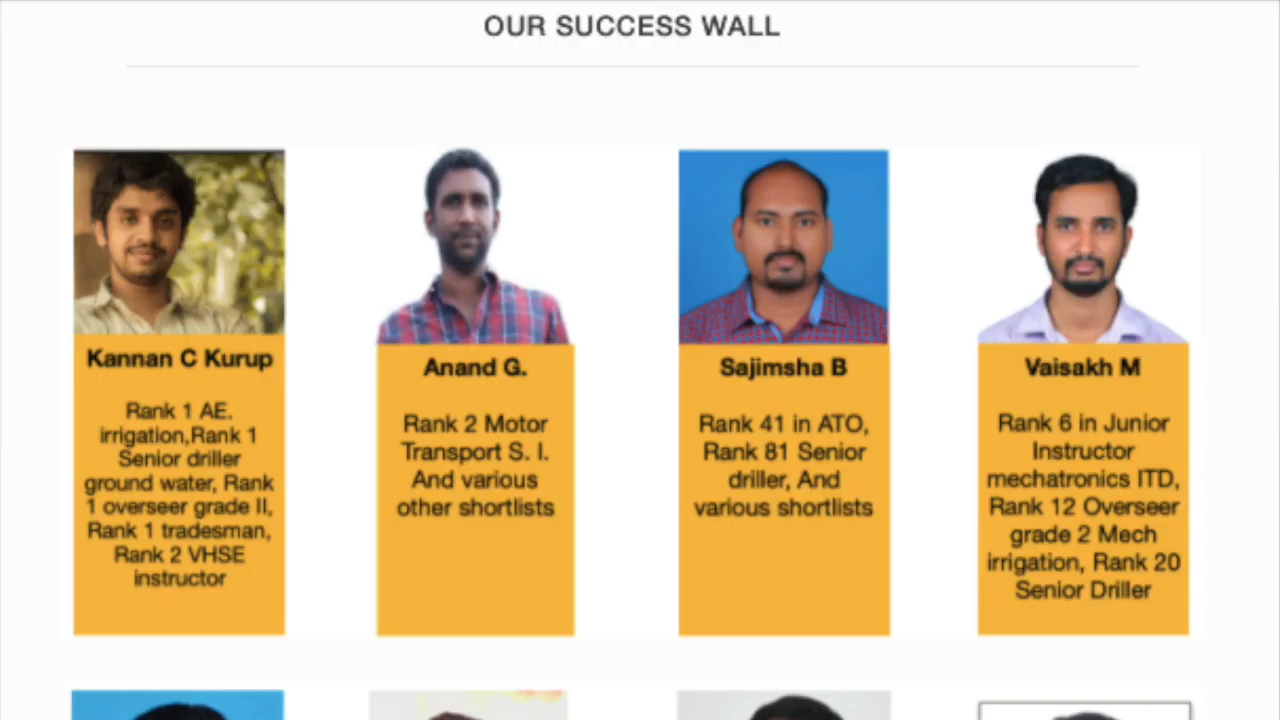 OUR SUCCESS WALL
Kannan C Kurup
Rank 1 AE.
irrigation,Rank 1
Senior driller
ground water, Rank
1 overseer grade II,
Rank 1 tradesman,
Rank 2 VHSE
instructor
Anand G.
Rank 2 Motor
Transport S. I.
And various
other shortlists
Sajimsha B
Rank 41 in ATO,
Rank 81 Senior
driller, And
various shortlists
Vaisakh M
Rank 6 in Junior
Instructor
mechatronics ITD,
Rank 12 Overseer
grade 2 Mech
irrigation, Rank 20
Senior Driller